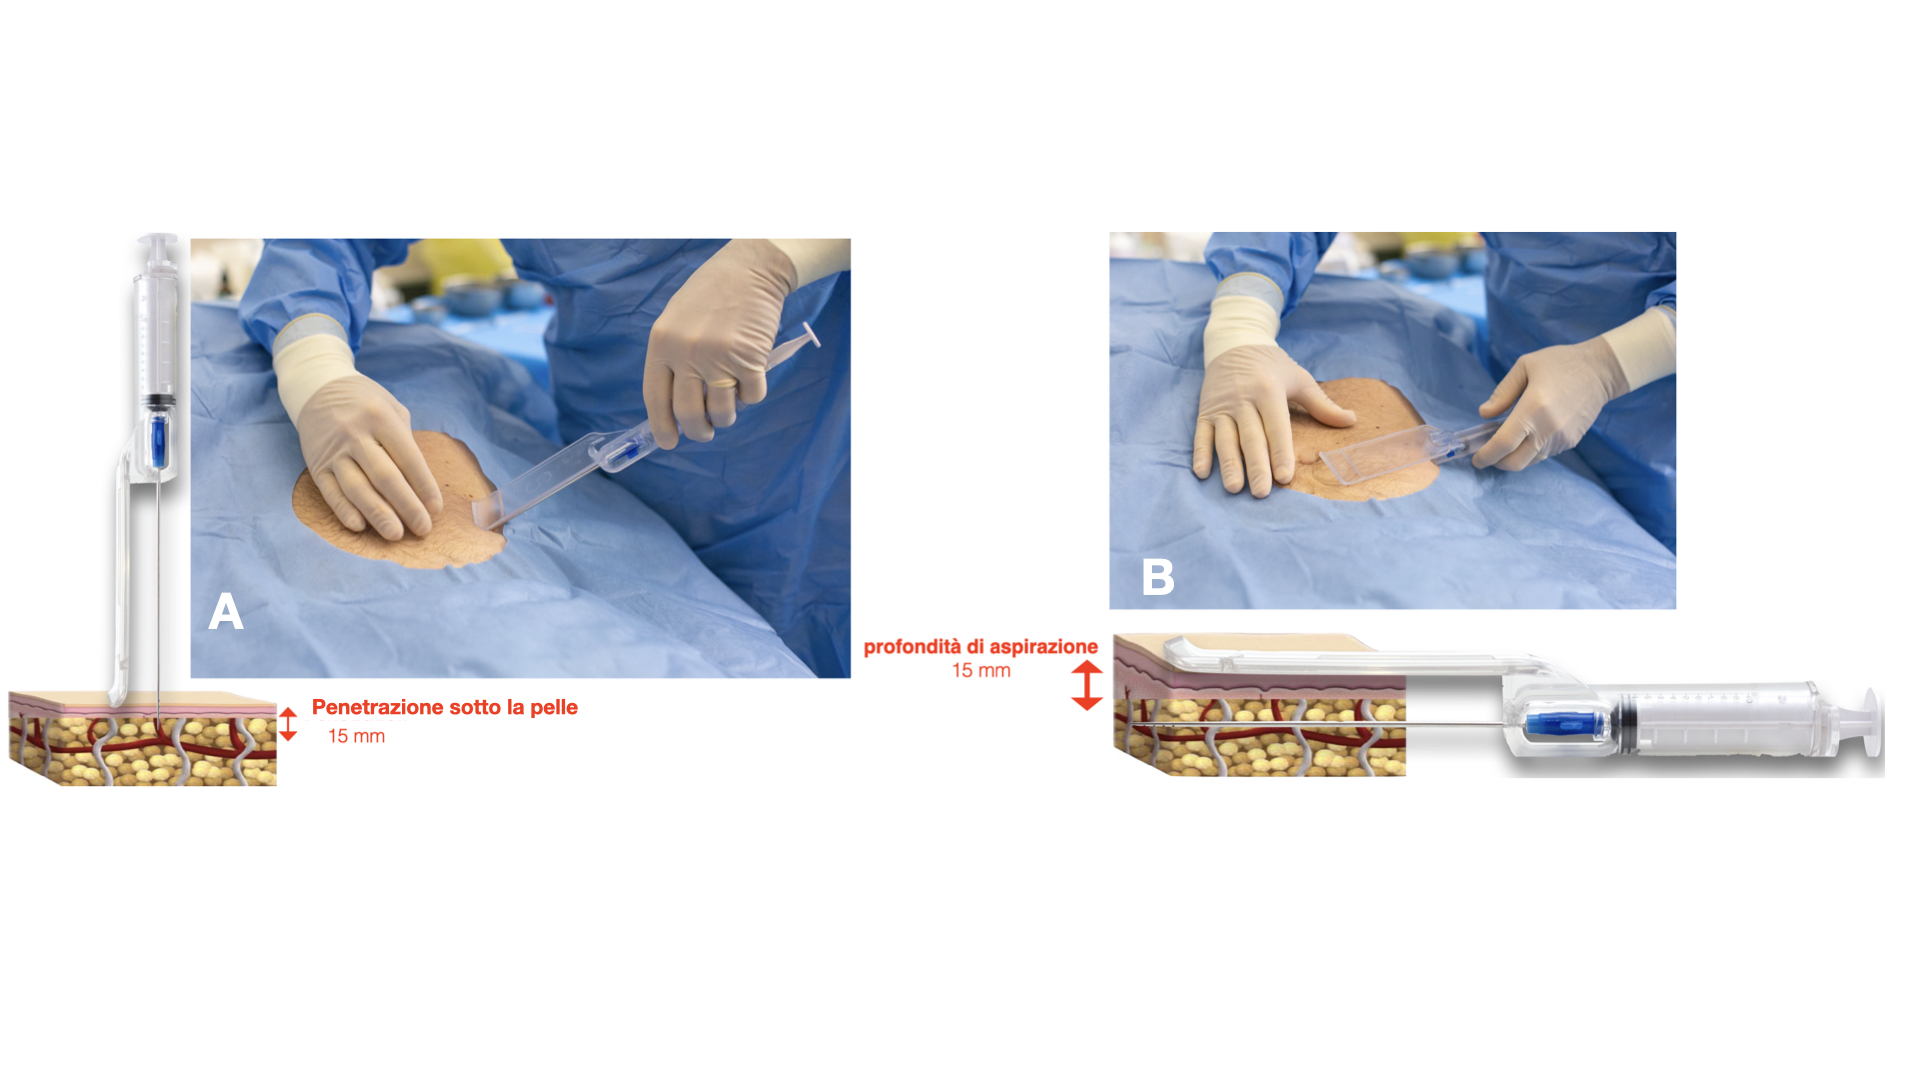 A
Penetrazione sotto la pelle
15 mm
B
profondità di aspirazione
15 mm